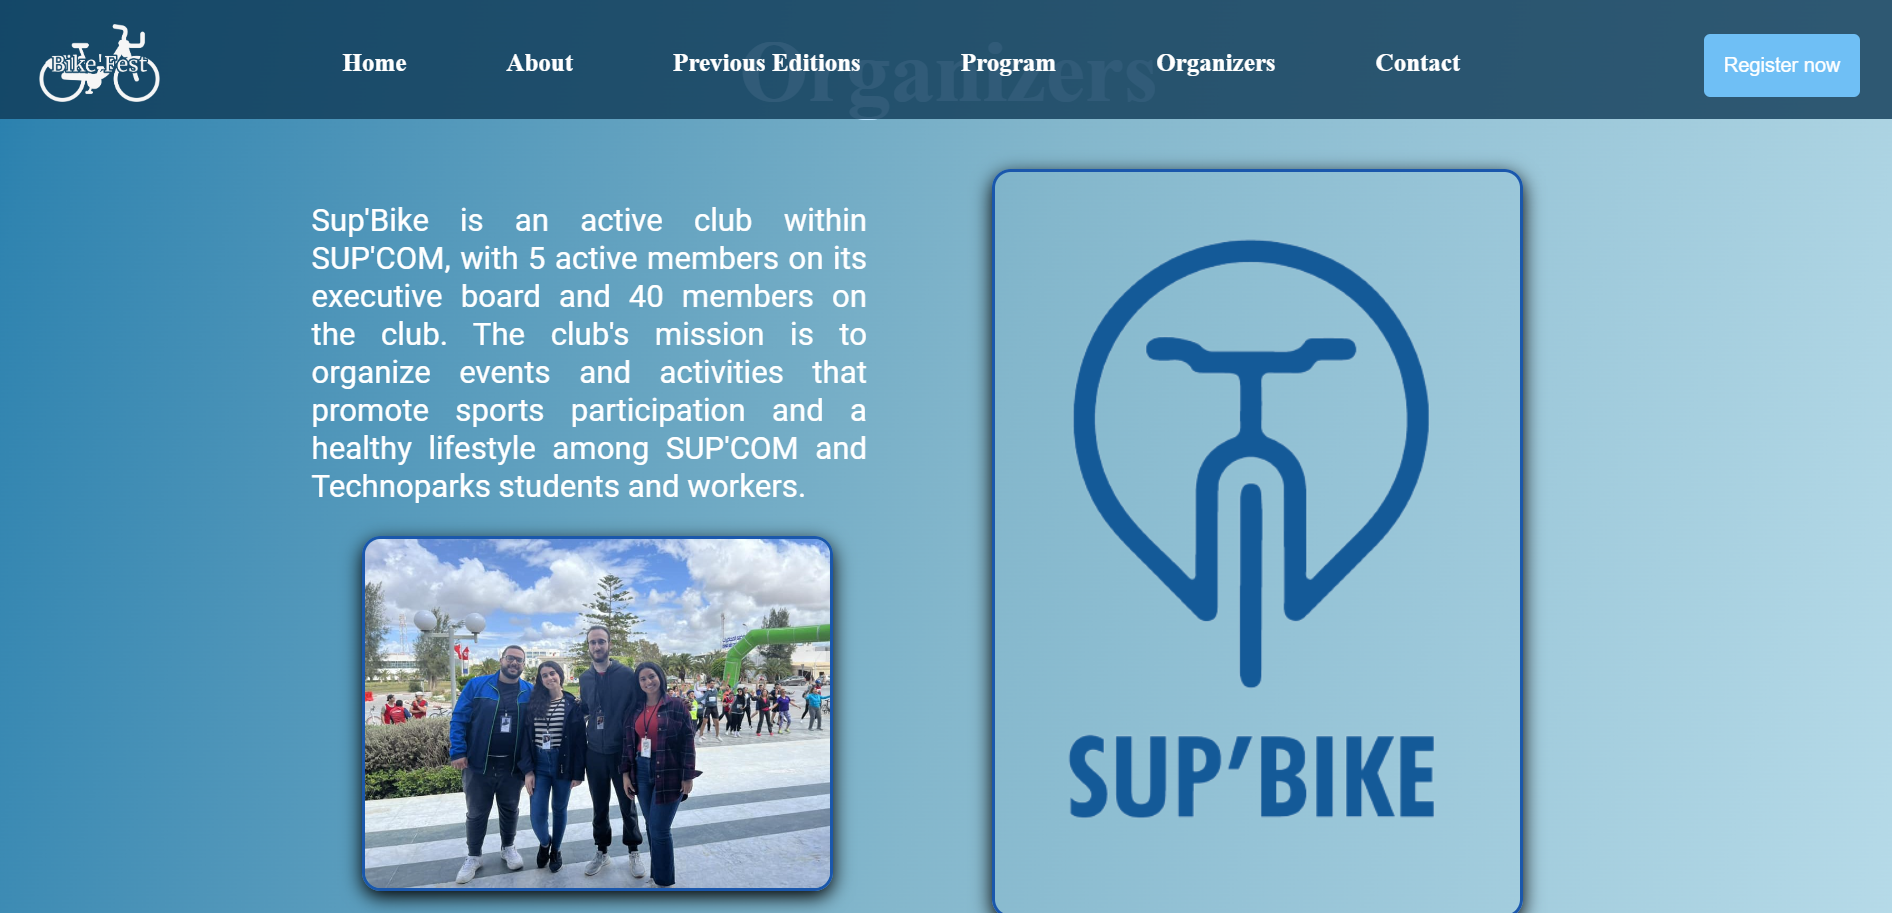 Bike'Fest
Home
About
Previous Editions
Program
Organizers
Contact
Register now
Organizers
Sup'Bike is an active club within
SUP'COM, with 5 active members on its
executive board and 40 members on
the club. The club's mission is to
organize events and activities that
promote sports participation and a
healthy lifestyle among SUP'COM and
Technoparks students and workers.
SUP'BIKE